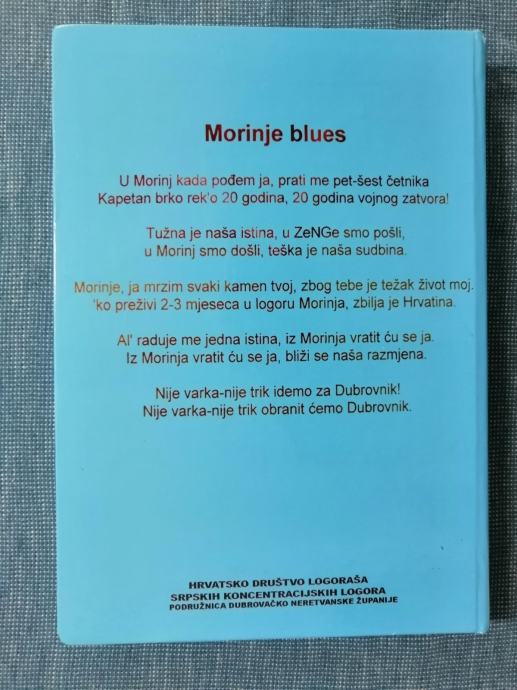 Morinje blues
U Morinj kada pođem ja, prati me pet-šest četnika
Kapetan brko rek'o 20 godina, 20 godina vojnog zatvora!
Tužna je naša istina, u ZeNGe smo pošli,
u Morinj smo došli, teška je naša sudbina.
Morinje, ja mrzim svaki kamen tvoj, zbog tebe je težak život moj.
'ko preživi 2-3 mjeseca u logoru Morinja, zbilja je Hrvatina.
Al' raduje me jedna istina, iz Morinja vratit ću se ja.
Iz Morinja vratit ću se ja, bliži se naša razmjena.
Nije varka-nije trik idemo za Dubrovnik!
Nije varka-nije trik obranit ćemo Dubrovnik.
HRVATSKO DRUŠTVO LOGORAŠA
SRPSKIH KONCENTRACIJSKIH LOGORA
PODRUŽNICA DUBROVAČKO NERETVANSKE ŽUPANIJE